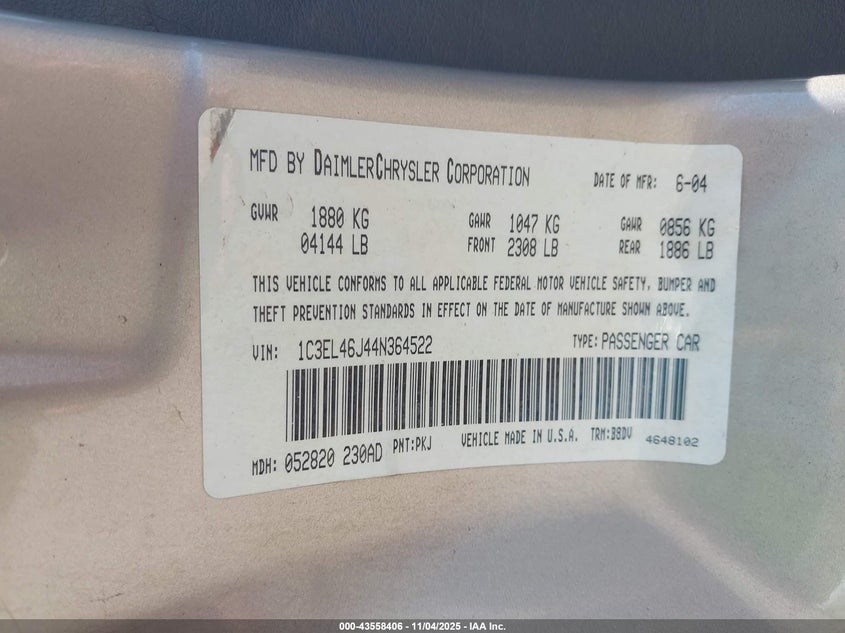 MFD BY DAIMLERCHRYSLER CORPORATION DATE OF MFR: 6-04
GVWR 1880 KG GAWR 1047 KG GAWR 0856 KG
04144 LB FRONT 2308 LB REAR 1886 LB
THIS VEHICLE CONFORMS TO ALL APPLICABLE FEDERAL MOTOR VEHICLE SAFETY, BUMPER AND
THEFT PREVENTION STANDARDS IN EFFECT ON THE DATE OF MANUFACTURE SHOWN ABOVE.
VIN: 1C3EL46J44N364522 TYPE: PASSENGER CAR
MDH: 052820 230AD PNT:PKJ VEHICLE MADE IN U.S.A. TRM:B8DV 4648102
000-43558406 - 11/04/2025 - IAA Inc.